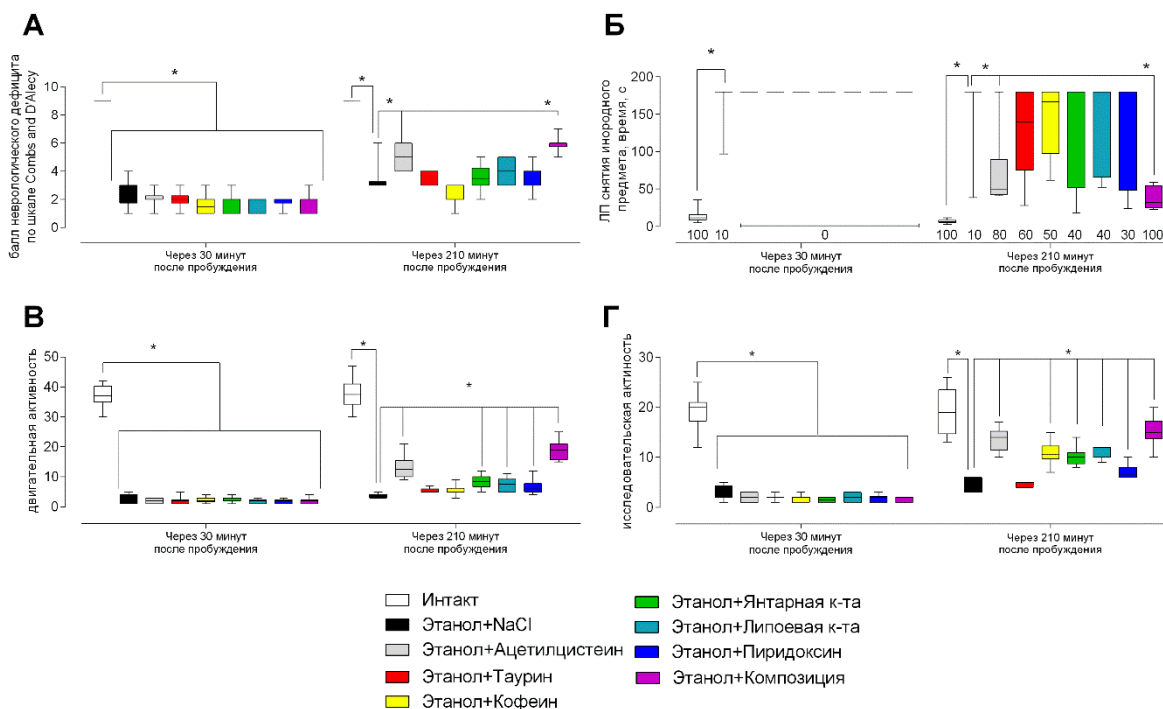 А
балл неврологического дефицита
по шкале Combs and D'Alecy
10
8
6
4
2
0
*
*
*
*
Через 30 минут
после пробуждения
Через 210 минут
после пробуждения
Б
ЛП снятия инородного
предмета, время, с
200
150
100
50
0
*
*
*
*
100 10 0
100 10 80 60 50 40 40 30 100
Через 30 минут
после пробуждения
Через 210 минут
после пробуждения
В
двигательная активность
50
40
30
20
10
0
*
*
*
Через 30 минут
после пробуждения
Через 210 минут
после пробуждения
Г
исследовательская актиность
30
20
10
0
*
*
*
Через 30 минут
после пробуждения
Через 210 минут
после пробуждения
Интакт
Этанол+NaCl
Этанол+Ацетилцистеин
Этанол+Таурин
Этанол+Кофеин
Этанол+Янтарная к-та
Этанол+Липоевая к-та
Этанол+Пиридоксин
Этанол+Композиция